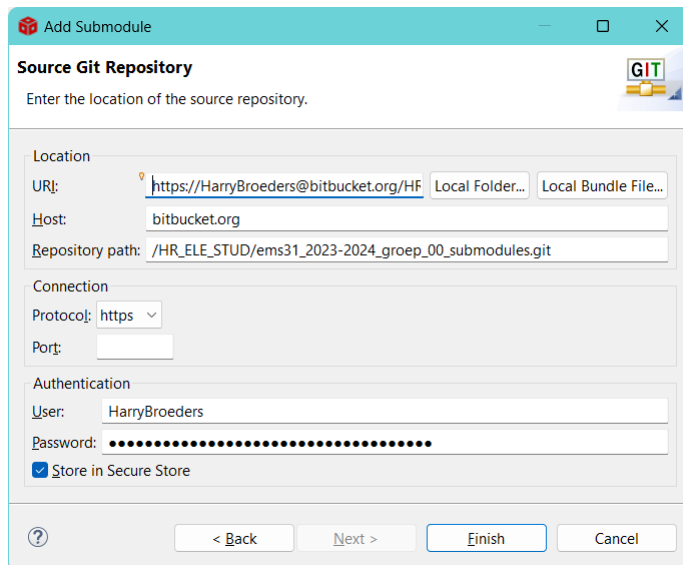 Add Submodule
Source Git Repository
GIT
Enter the location of the source repository.
Location
URI: https://HarryBroeders@bitbucket.org/HR Local Folder... Local Bundle File...
Host: bitbucket.org
Repository path: /HR_ELE_STUD/ems31_2023-2024_groep_00_submodules.git
Connection
Protocol: https
Port:
Authentication
User: HarryBroeders
Password: ●●●●●●●●●●●●●●●●●●●●●●●●●●●●●●●●●●●●
Store in Secure Store
? < Back Next > Finish Cancel